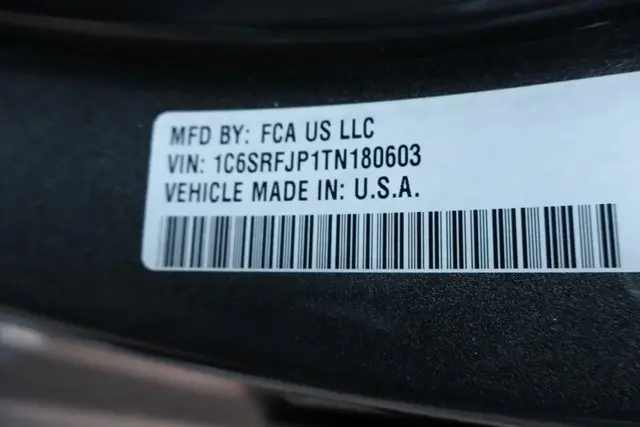 MFD BY: FCA US LLC
VIN: 1C6SRFJP1TN180603
VEHICLE MADE IN: U.S.A.